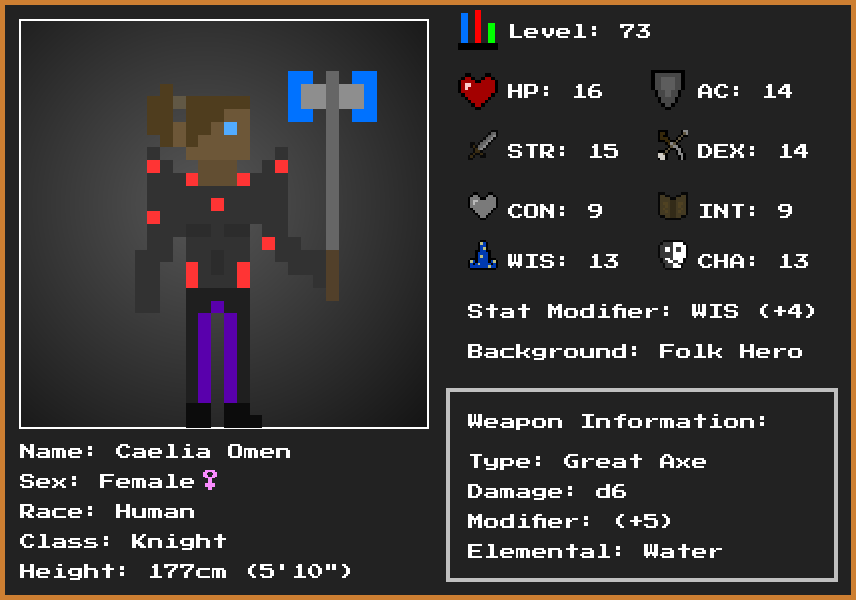 Level: 73
HP: 16
AC: 14
STR: 15
DEX: 14
CON: 9
INT: 9
WIS: 13
CHA: 13
Stat Modifier: WIS (+4)
Background: Folk Hero
Weapon Information:
Type: Great Axe
Damage: d6
Modifier: (+5)
Elemental: Water
Name: Caelia Omen
Sex: Female♀
Race: Human
Class: Knight
Height: 177cm (5'10")